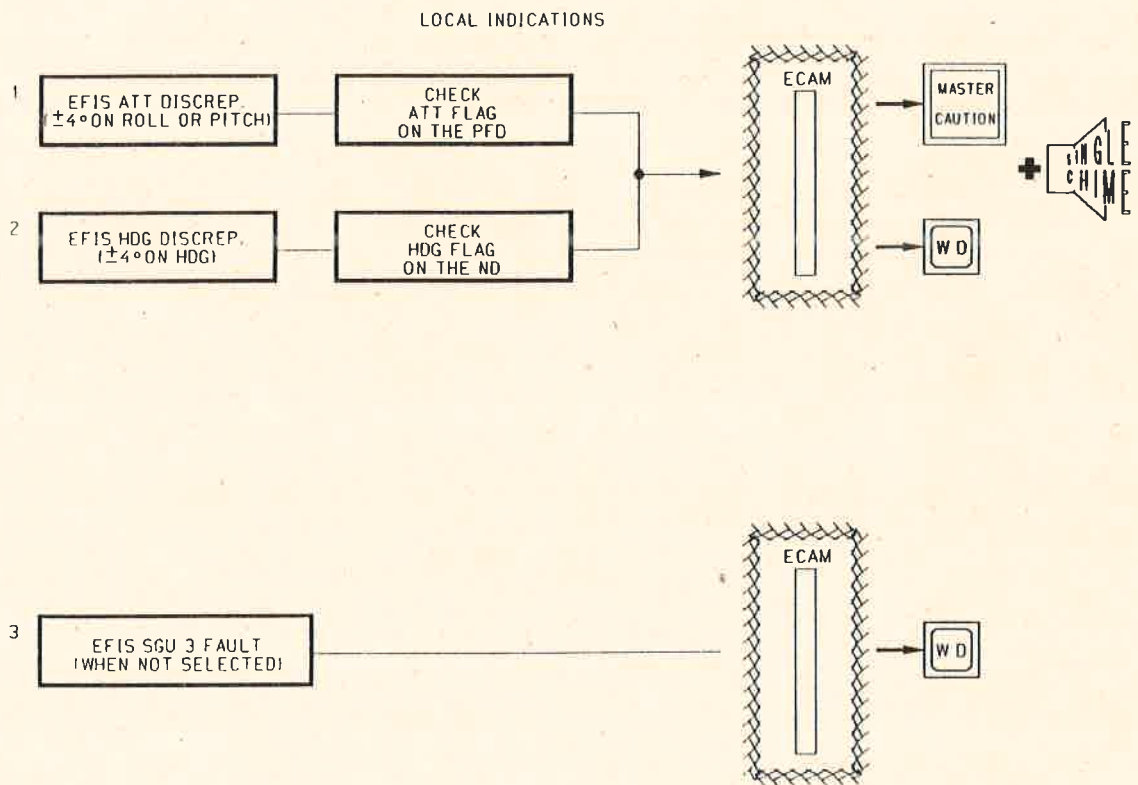 LOCAL INDICATIONS
1
EFIS ATT DISCREP.
(±4° ON ROLL OR PITCH)
CHECK
ATT FLAG
ON THE PFD
ECAM
MASTER
CAUTION
+
SINGLE
CHIME
2
EFIS HDG DISCREP.
(±4° ON HDG)
CHECK
HDG FLAG
ON THE ND
WD
3
EFIS SGU 3 FAULT
(WHEN NOT SELECTED)
ECAM
WD